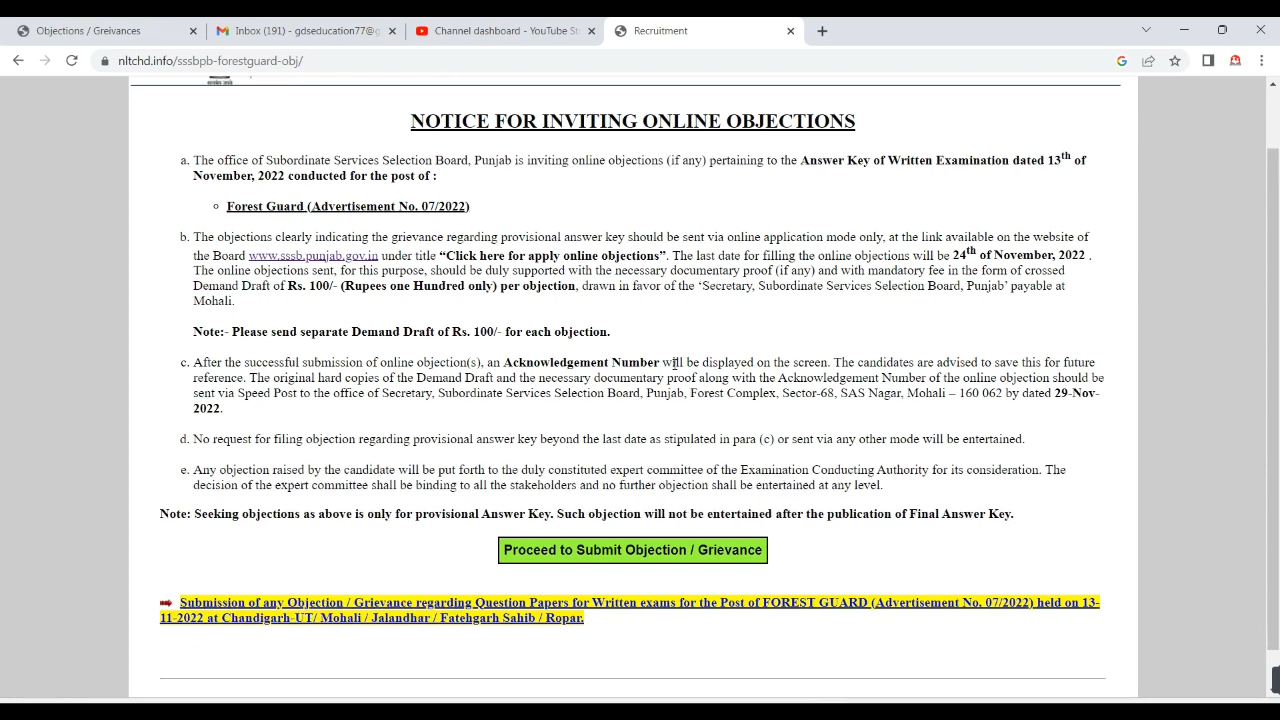 Objections / Greivances
Inbox (191) - gdseducation77@g
Channel dashboard - YouTube St
Recruitment
nltchd.info/sssbpb-forestguard-obj/
NOTICE FOR INVITING ONLINE OBJECTIONS
a. The office of Subordinate Services Selection Board, Punjab is inviting online objections (if any) pertaining to the Answer Key of Written Examination dated 13th of
November, 2022 conducted for the post of :
Forest Guard (Advertisement No. 07/2022)
b. The objections clearly indicating the grievance regarding provisional answer key should be sent via online application mode only, at the link available on the website of
the Board www.sssb.punjab.gov.in under title “Click here for apply online objections”. The last date for filling the online objections will be 24th of November, 2022 .
The online objections sent, for this purpose, should be duly supported with the necessary documentary proof (if any) and with mandatory fee in the form of crossed
Demand Draft of Rs. 100/- (Rupees one Hundred only) per objection, drawn in favor of the ‘Secretary, Subordinate Services Selection Board, Punjab’ payable at
Mohali.
Note:- Please send separate Demand Draft of Rs. 100/- for each objection.
c. After the successful submission of online objection(s), an Acknowledgement Number will be displayed on the screen. The candidates are advised to save this for future
reference. The original hard copies of the Demand Draft and the necessary documentary proof along with the Acknowledgement Number of the online objection should be
sent via Speed Post to the office of Secretary, Subordinate Services Selection Board, Punjab, Forest Complex, Sector-68, SAS Nagar, Mohali – 160 062 by dated 29-Nov-
2022.
d. No request for filing objection regarding provisional answer key beyond the last date as stipulated in para (c) or sent via any other mode will be entertained.
e. Any objection raised by the candidate will be put forth to the duly constituted expert committee of the Examination Conducting Authority for its consideration. The
decision of the expert committee shall be binding to all the stakeholders and no further objection shall be entertained at any level.
Note: Seeking objections as above is only for provisional Answer Key. Such objection will not be entertained after the publication of Final Answer Key.
Proceed to Submit Objection / Grievance
Submission of any Objection / Grievance regarding Question Papers for Written exams for the Post of FOREST GUARD (Advertisement No. 07/2022) held on 13-
11-2022 at Chandigarh-UT/ Mohali / Jalandhar / Fatehgarh Sahib / Ropar.